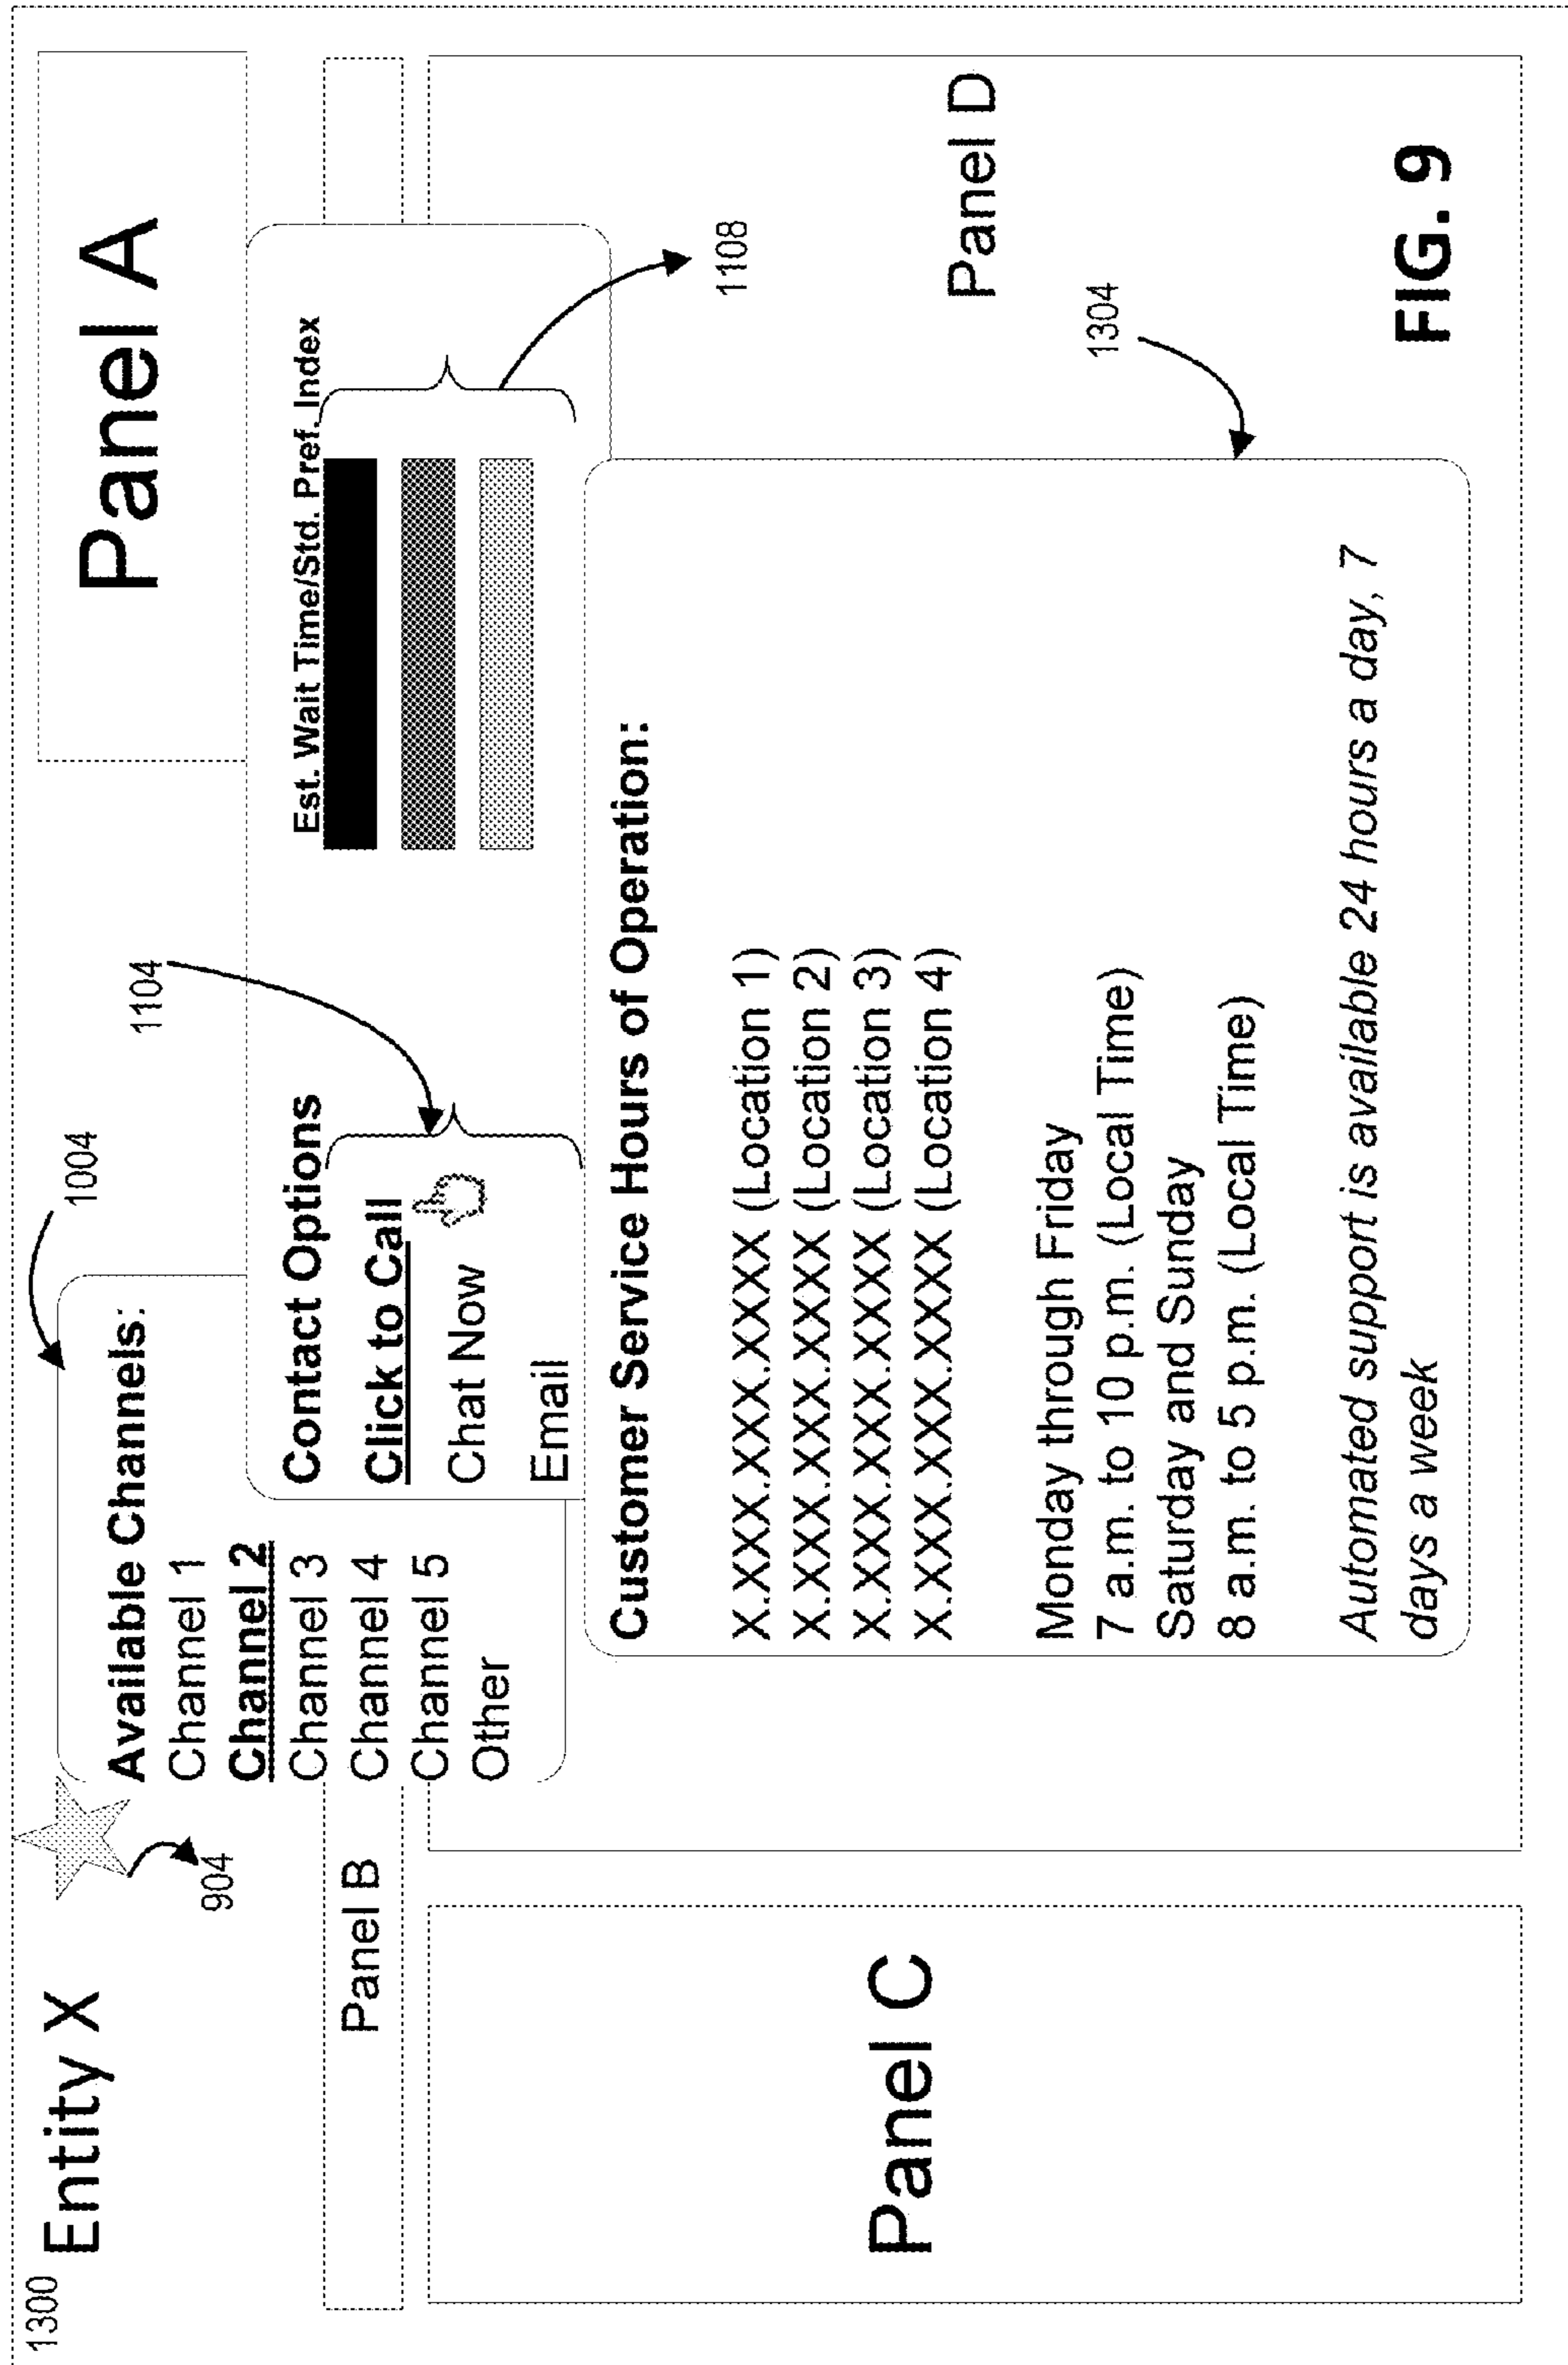 1300
Entity X
904
1004
Panel A
Available Channels:
Channel 1
Channel 2
Channel 3
Channel 4
Channel 5
Other
1104
Contact Options
Click to Call
Chat Now
Email
Est. Wait Time/Std. Pref. Index
1108
Panel B
Customer Service Hours of Operation:
X.XXX.XXX.XXXX (Location 1)
X.XXX.XXX.XXXX (Location 2)
X.XXX.XXX.XXXX (Location 3)
X.XXX.XXX.XXXX (Location 4)
Monday through Friday
7 a.m. to 10 p.m. (Local Time)
Saturday and Sunday
8 a.m. to 5 p.m. (Local Time)
Automated support is available 24 hours a day, 7
days a week
1304
Panel C
Panel D
FIG. 9